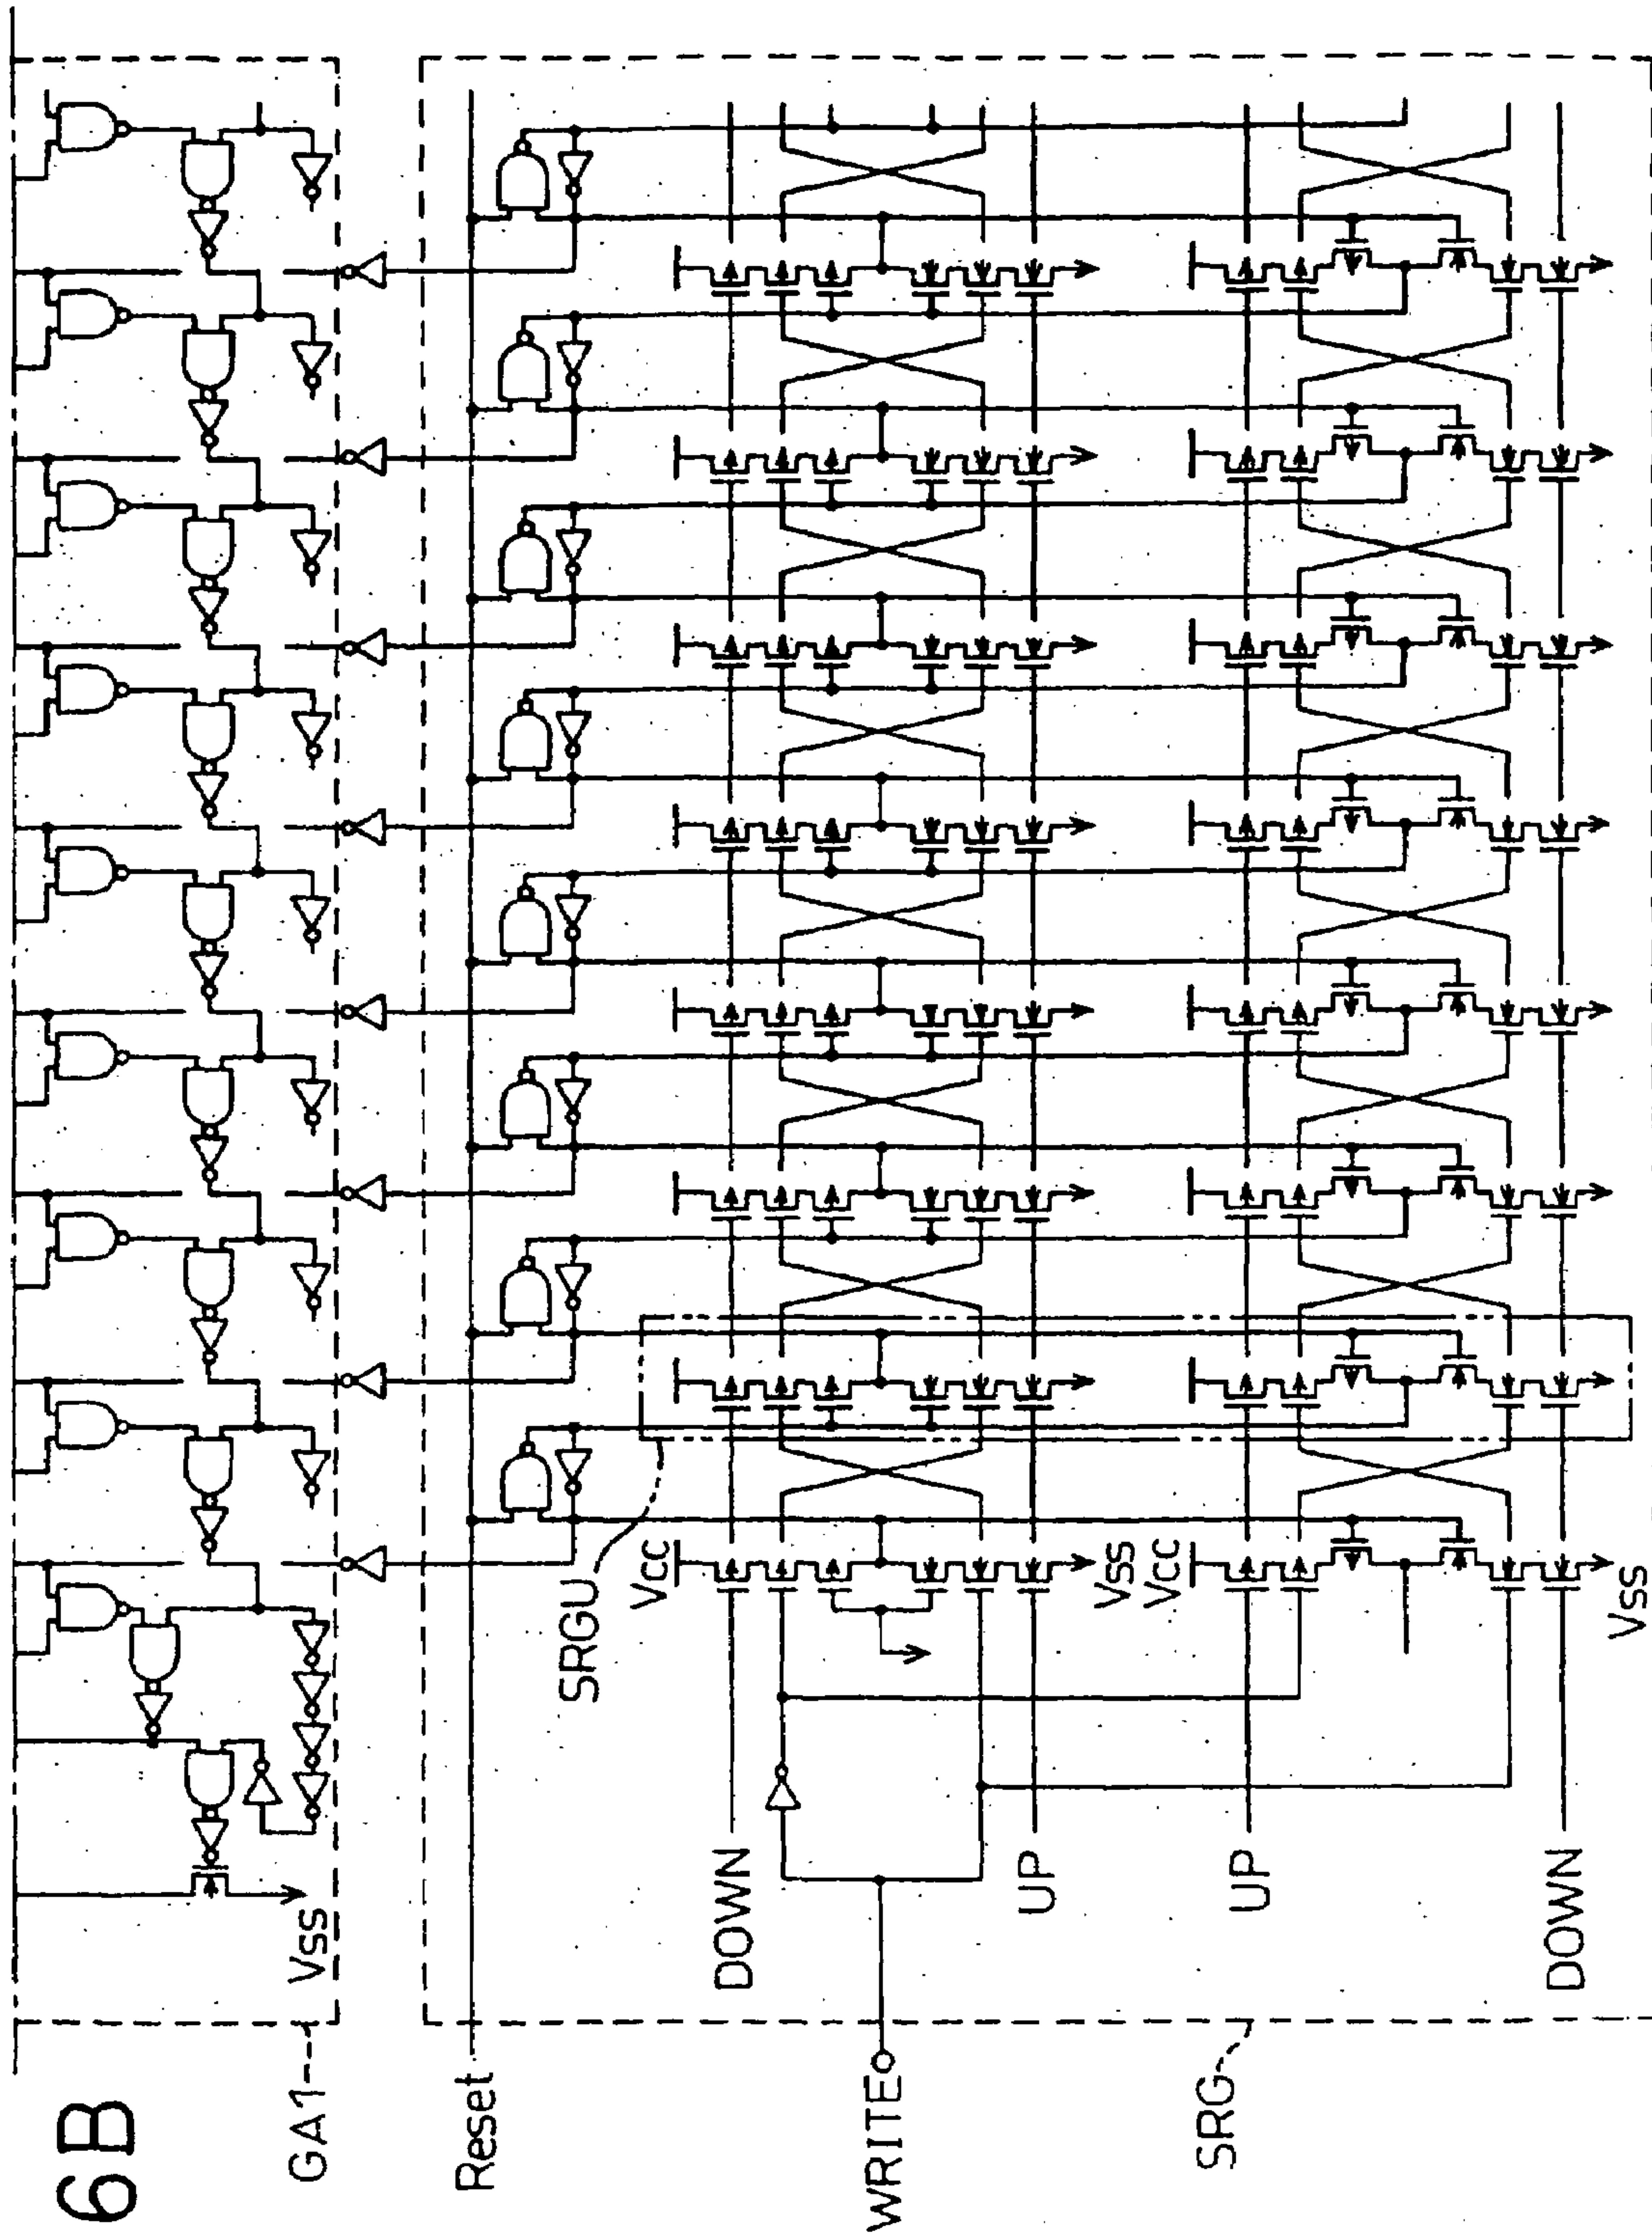 6B
GA1
Vss
Reset
SRGU
Vcc
DOWN
WRITE
UP
Vss
Vcc
UP
SRG
DOWN
Vss